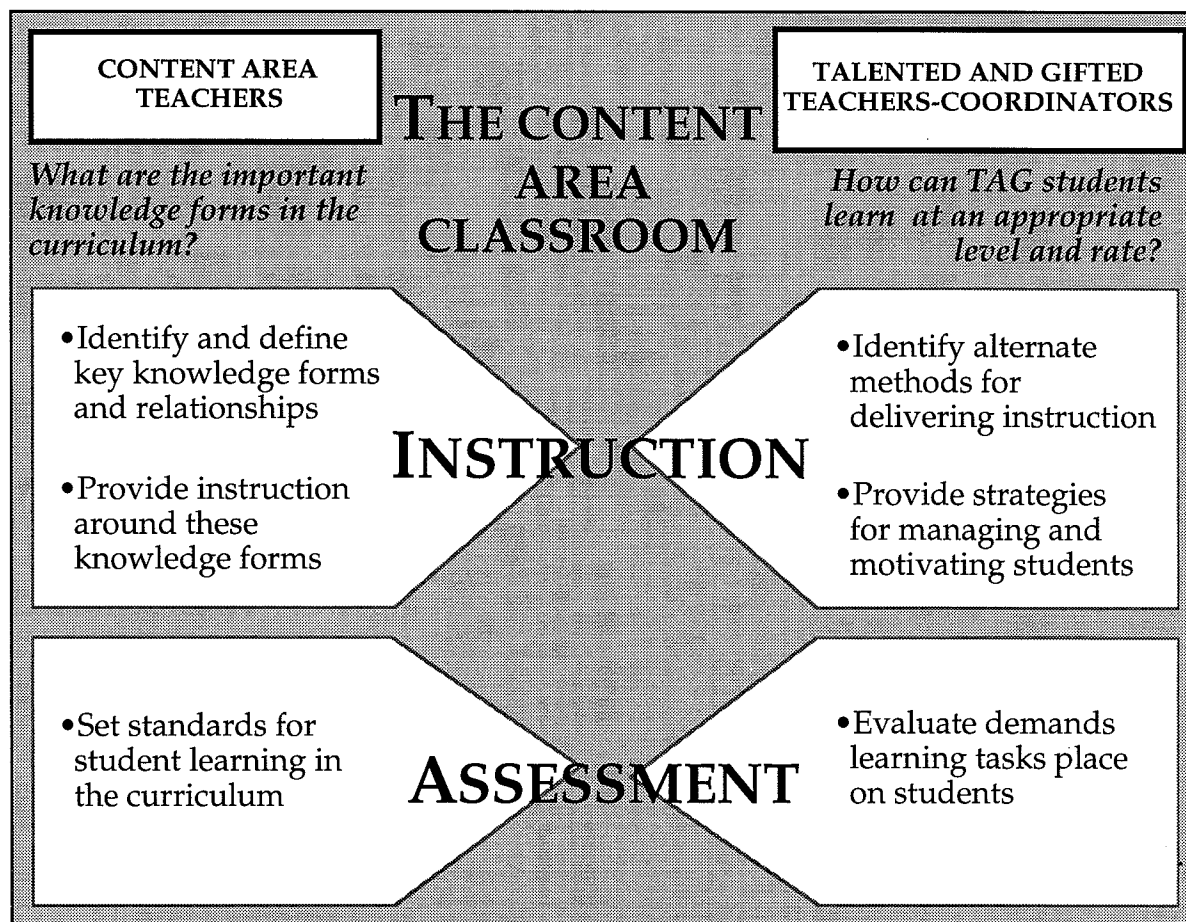 CONTENT AREA
TEACHERS
THE CONTENT
AREA
CLASSROOM
TALENTED AND GIFTED
TEACHERS-COORDINATORS
What are the important
knowledge forms in the
curriculum?
How can TAG students
learn at an appropriate
level and rate?
•Identify and define
key knowledge forms
and relationships
•Provide instruction
around these
knowledge forms
INSTRUCTION
•Identify alternate
methods for
delivering instruction
•Provide strategies
for managing and
motivating students
•Set standards for
student learning in
the curriculum
ASSESSMENT
•Evaluate demands
learning tasks place
on students